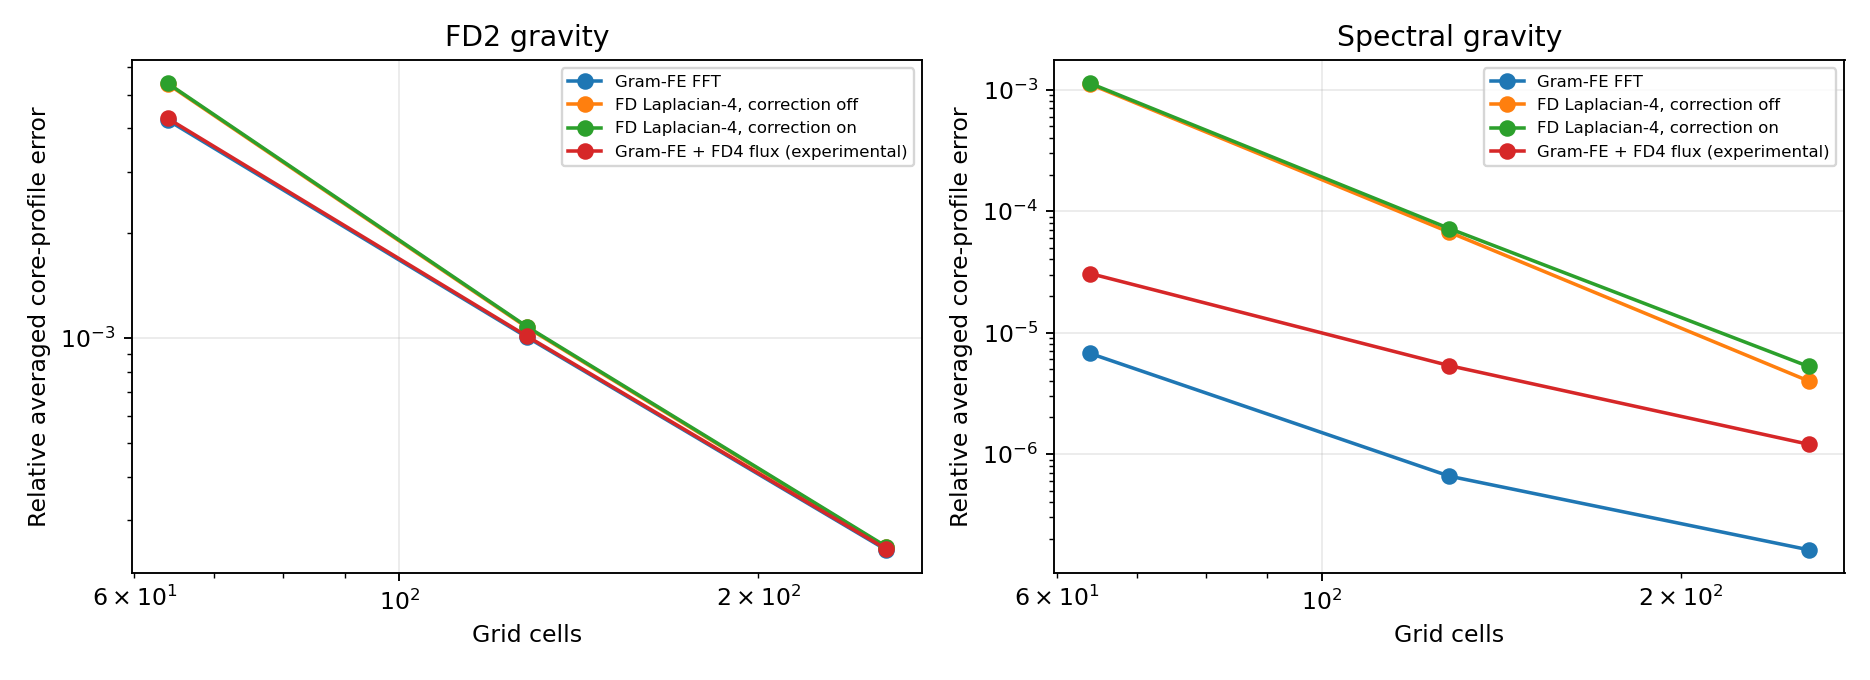 FD2 gravity
Relative averaged core-profile error
10⁻³
6 × 10¹
10²
2 × 10²
Grid cells
Gram-FE FFT
FD Laplacian-4, correction off
FD Laplacian-4, correction on
Gram-FE + FD4 flux (experimental)
Spectral gravity
Relative averaged core-profile error
10⁻³
10⁻⁴
10⁻⁵
10⁻⁶
6 × 10¹
10²
2 × 10²
Grid cells
Gram-FE FFT
FD Laplacian-4, correction off
FD Laplacian-4, correction on
Gram-FE + FD4 flux (experimental)